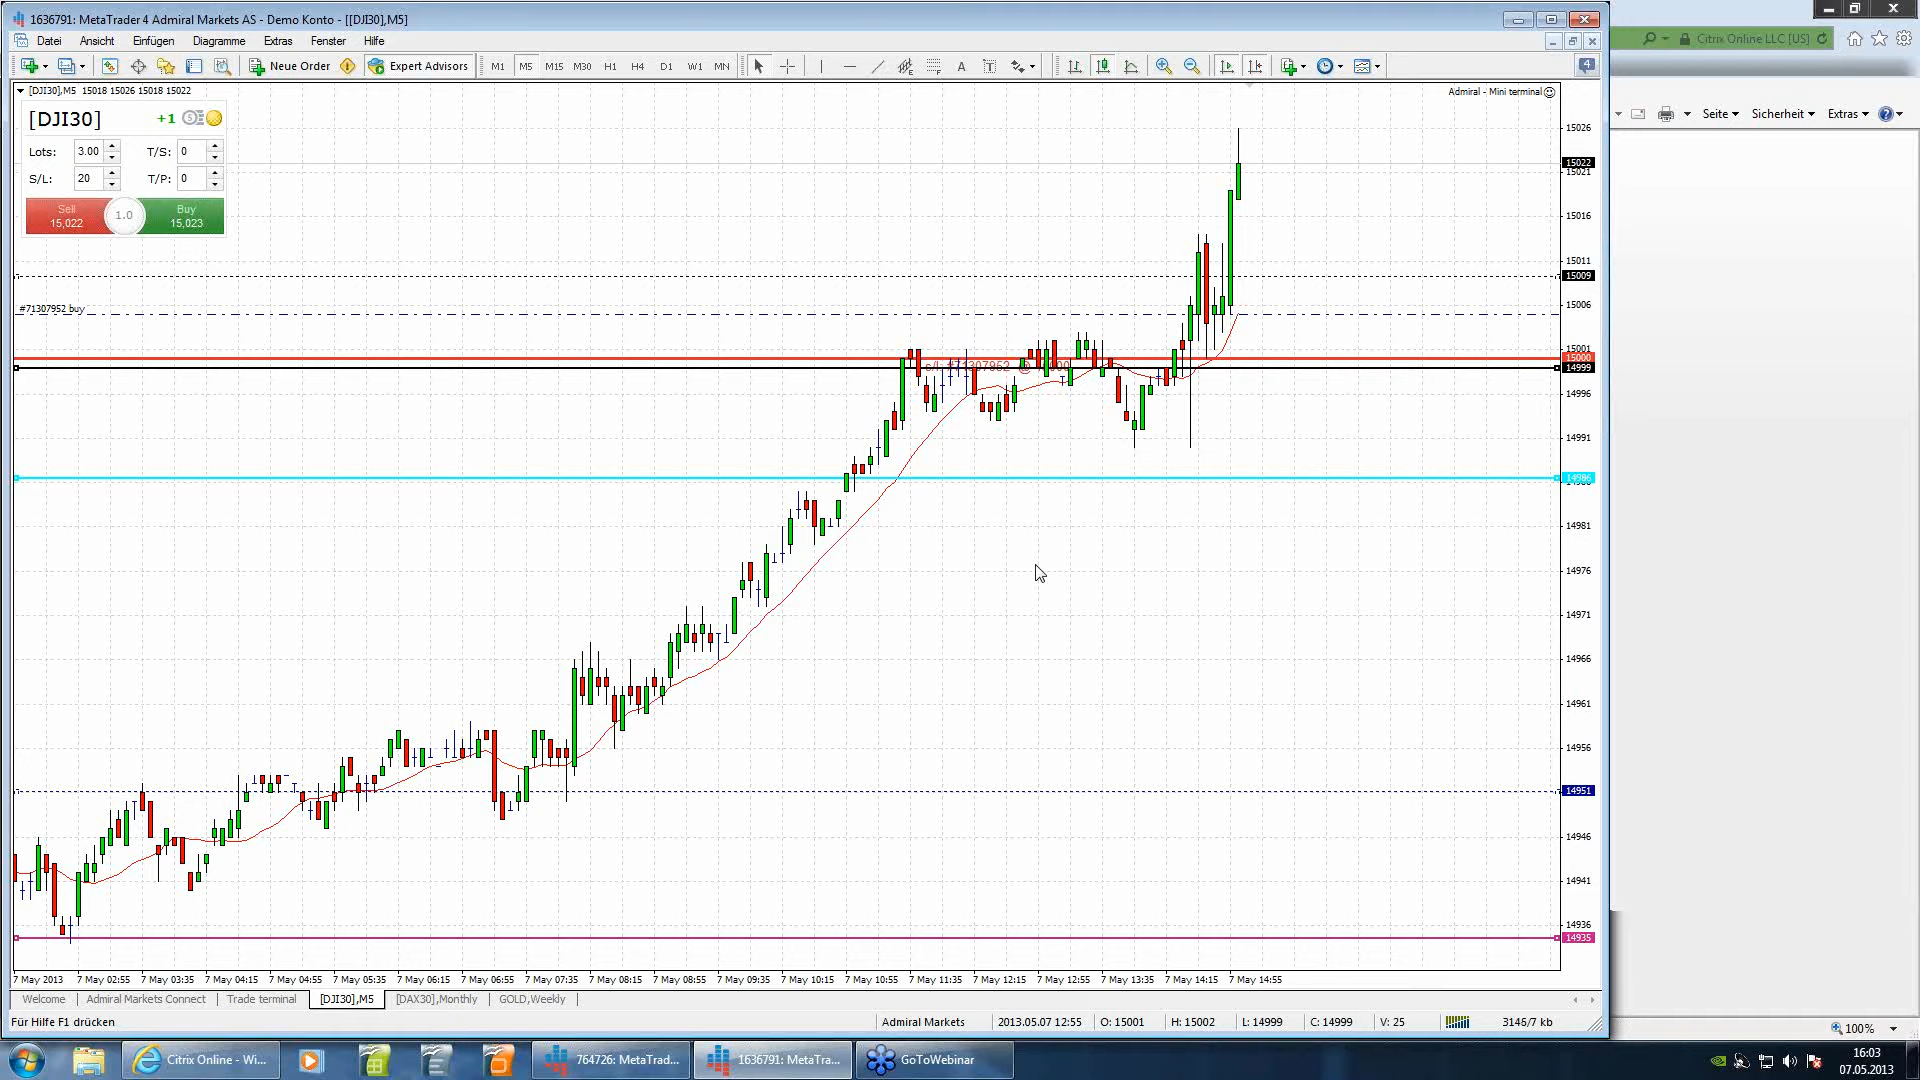 1636791: MetaTrader 4 Admiral Markets AS - Demo Konto - [[DJI30],M5]
Citrix Online LLC [US]
Datei Ansicht Einfügen Diagramme Extras Fenster Hilfe
Neue Order Expert Advisors M1 M5 M15 M30 H1 H4 D1 W1 MN A T 4
Seite Sicherheit Extras
[DJI30],M5 15018 15026 15018 15022
Admiral - Mini terminal
[DJI30] +1
Lots: 3.00 T/S: 0
S/L: 20 T/P: 0
Sell 1.0 Buy
15,022 15,023
15026
15022
15021
15016
15011
15009
15006
#71307952 buy
15001
15000
14999
14996
14991
14986
14981
14976
14971
14966
14961
14956
14951
14946
14941
14936
14935
7 May 2013 7 May 02:55 7 May 03:35 7 May 04:15 7 May 04:55 7 May 05:35 7 May 06:15 7 May 06:55 7 May 07:35 7 May 08:15 7 May 08:55 7 May 09:35 7 May 10:15 7 May 10:55 7 May 11:35 7 May 12:15 7 May 12:55 7 May 13:35 7 May 14:15 7 May 14:55
Welcome Admiral Markets Connect Trade terminal [DJI30],M5 [DAX30],Monthly GOLD,Weekly
Für Hilfe F1 drücken Admiral Markets 2013.05.07 12:55 O: 15001 H: 15002 L: 14999 C: 14999 V: 25 3146/7 kb
100%
Citrix Online - Wi... 764726: MetaTrad... 1636791: MetaTra... GoToWebinar
16:03
07.05.2013